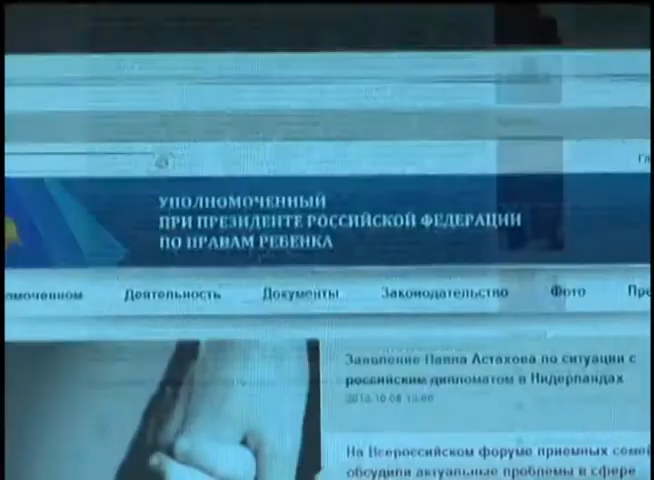 УПОЛНОМОЧЕННЫЙ
ПРИ ПРЕЗИДЕНТЕ РОССИЙСКОЙ ФЕДЕРАЦИИ
ПО ПРАВАМ РЕБЕНКА
Деятельность Документы Законодательство Фото
Заявление Павла Астахова по ситуации с
российским дипломатом в Нидерландах
На Всероссийском форуме приемных семей
обсудили актуальные проблемы в сфере